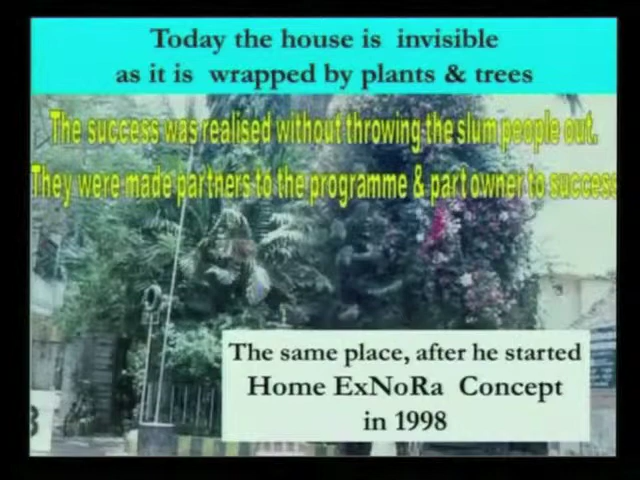 Today the house is invisible
as it is wrapped by plants & trees
The success was realised without throwing the slum people out.
They were made partners to the programme & part owner to success
The same place, after he started
Home ExNoRa Concept
in 1998